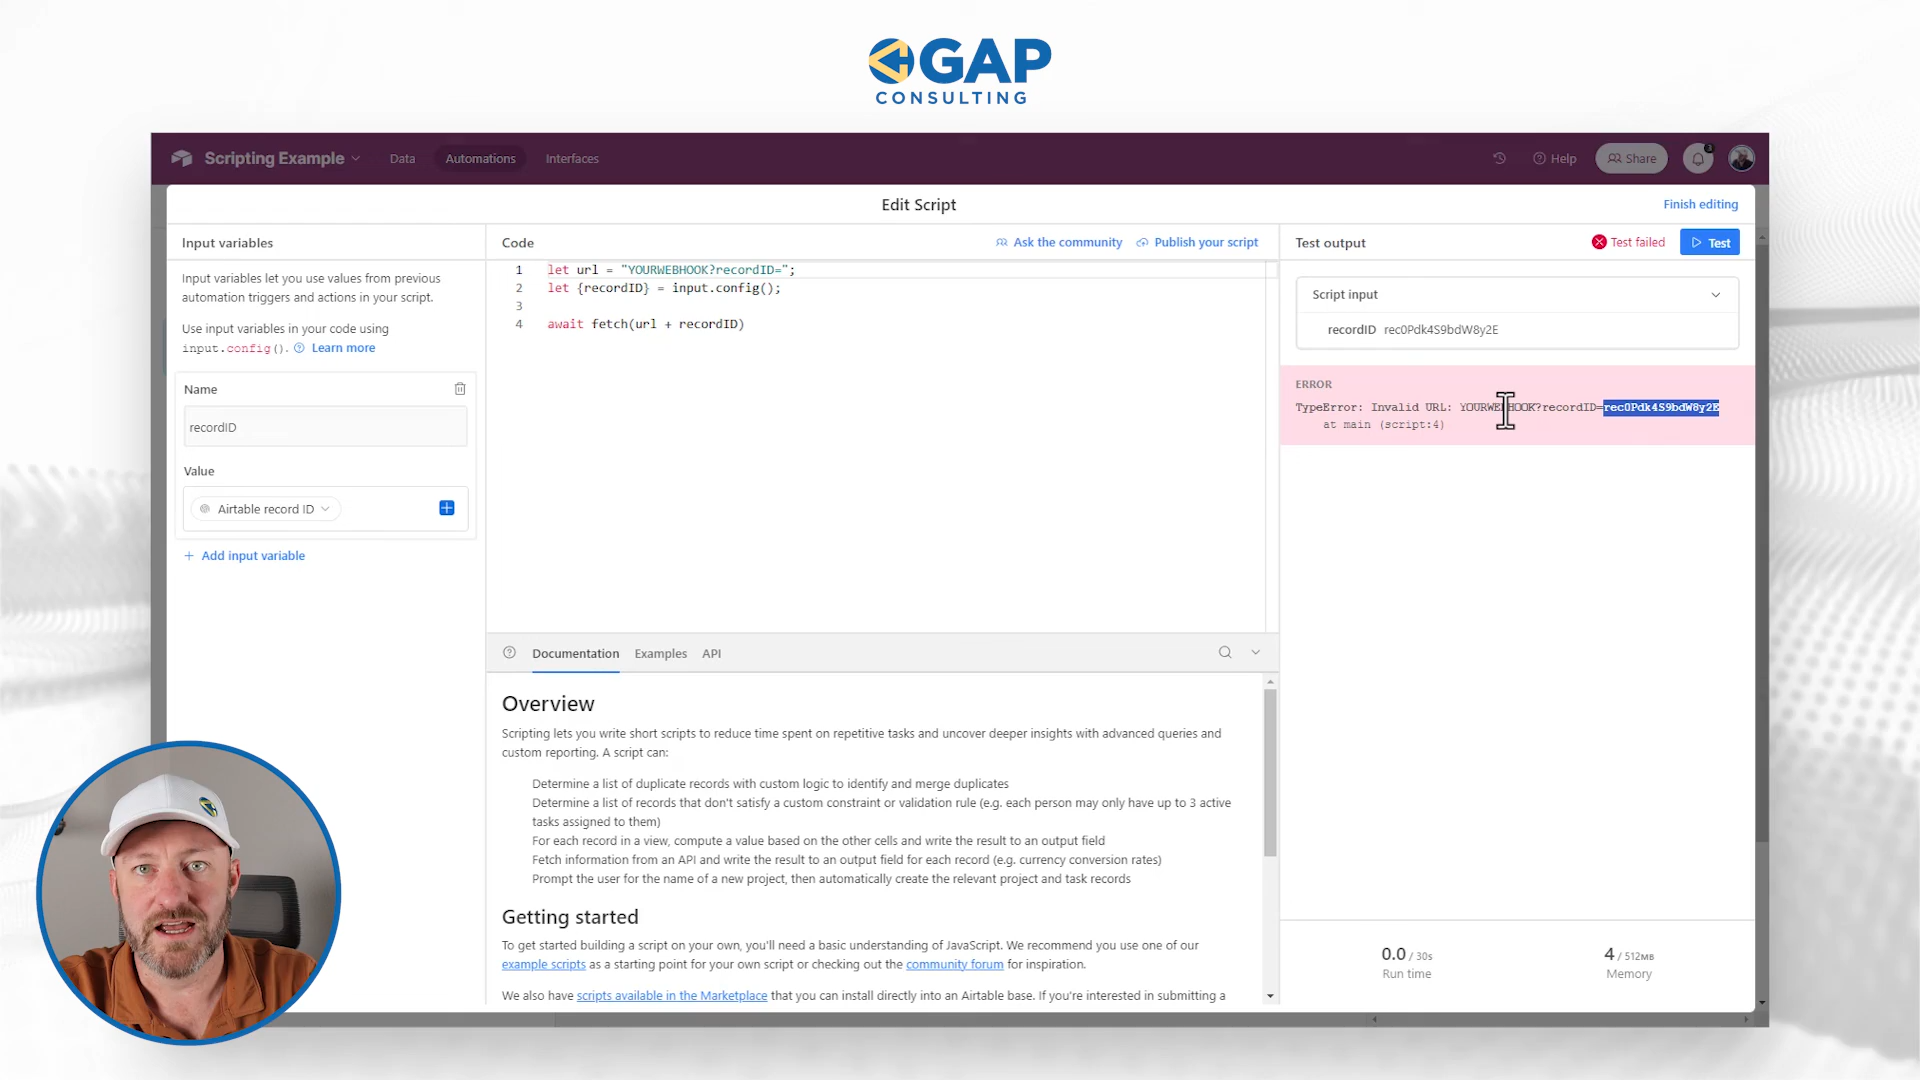 GAP
CONSULTING
Scripting Example
Data
Automations
Interfaces
Help
Share
3
Edit Script
Finish editing
Input variables
Input variables let you use values from previous
automation triggers and actions in your script.
Use input variables in your code using
input.config(). Learn more
Name
recordID
Value
Airtable record ID
+ Add input variable
Code
Ask the community
Publish your script
1 let url = "YOURWEBHOOK?recordID=";
2 let {recordID} = input.config();
3
4 await fetch(url + recordID)
Documentation
Examples
API
Overview
Scripting lets you write short scripts to reduce time spent on repetitive tasks and uncover deeper insights with advanced queries and
custom reporting. A script can:
Determine a list of duplicate records with custom logic to identify and merge duplicates
Determine a list of records that don't satisfy a custom constraint or validation rule (e.g. each person may only have up to 3 active
tasks assigned to them)
For each record in a view, compute a value based on the other cells and write the result to an output field
Fetch information from an API and write the result to an output field for each record (e.g. currency conversion rates)
Prompt the user for the name of a new project, then automatically create the relevant project and task records
Getting started
To get started building a script on your own, you'll need a basic understanding of JavaScript. We recommend you use one of our
example scripts as a starting point for your own script or checking out the community forum for inspiration.
We also have scripts available in the Marketplace that you can install directly into an Airtable base. If you're interested in submitting a
Test output
Test failed
Test
Script input
recordID rec0Pdk4S9bdW8y2E
ERROR
TypeError: Invalid URL: YOURWEBHOOK?recordID=rec0Pdk4S9bdW8y2E
at main (script:4)
0.0 / 30s
Run time
4 / 512MB
Memory